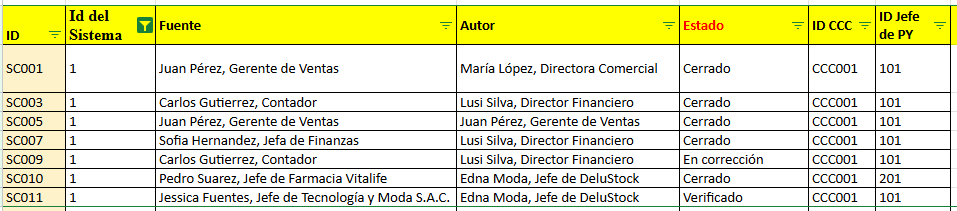 ID | Id del Sistema | Fuente | Autor | Estado | ID CCC | ID Jefe de PY
SC001 | 1 | Juan Pérez, Gerente de Ventas | María López, Directora Comercial | Cerrado | CCC001 | 101
SC003 | 1 | Carlos Gutierrez, Contador | Lusi Silva, Director Financiero | Cerrado | CCC001 | 101
SC005 | 1 | Juan Pérez, Gerente de Ventas | Juan Pérez, Gerente de Ventas | Cerrado | CCC001 | 101
SC007 | 1 | Sofia Hernandez, Jefa de Finanzas | Lusi Silva, Director Financiero | Cerrado | CCC001 | 101
SC009 | 1 | Carlos Gutierrez, Contador | Lusi Silva, Director Financiero | En corrección | CCC001 | 101
SC010 | 1 | Pedro Suarez, Jefe de Farmacia Vitalife | Edna Moda, Jefe de DeluStock | Cerrado | CCC001 | 201
SC011 | 1 | Jessica Fuentes, Jefe de Tecnología y Moda S.A.C. | Edna Moda, Jefe de DeluStock | Verificado | CCC001 | 101